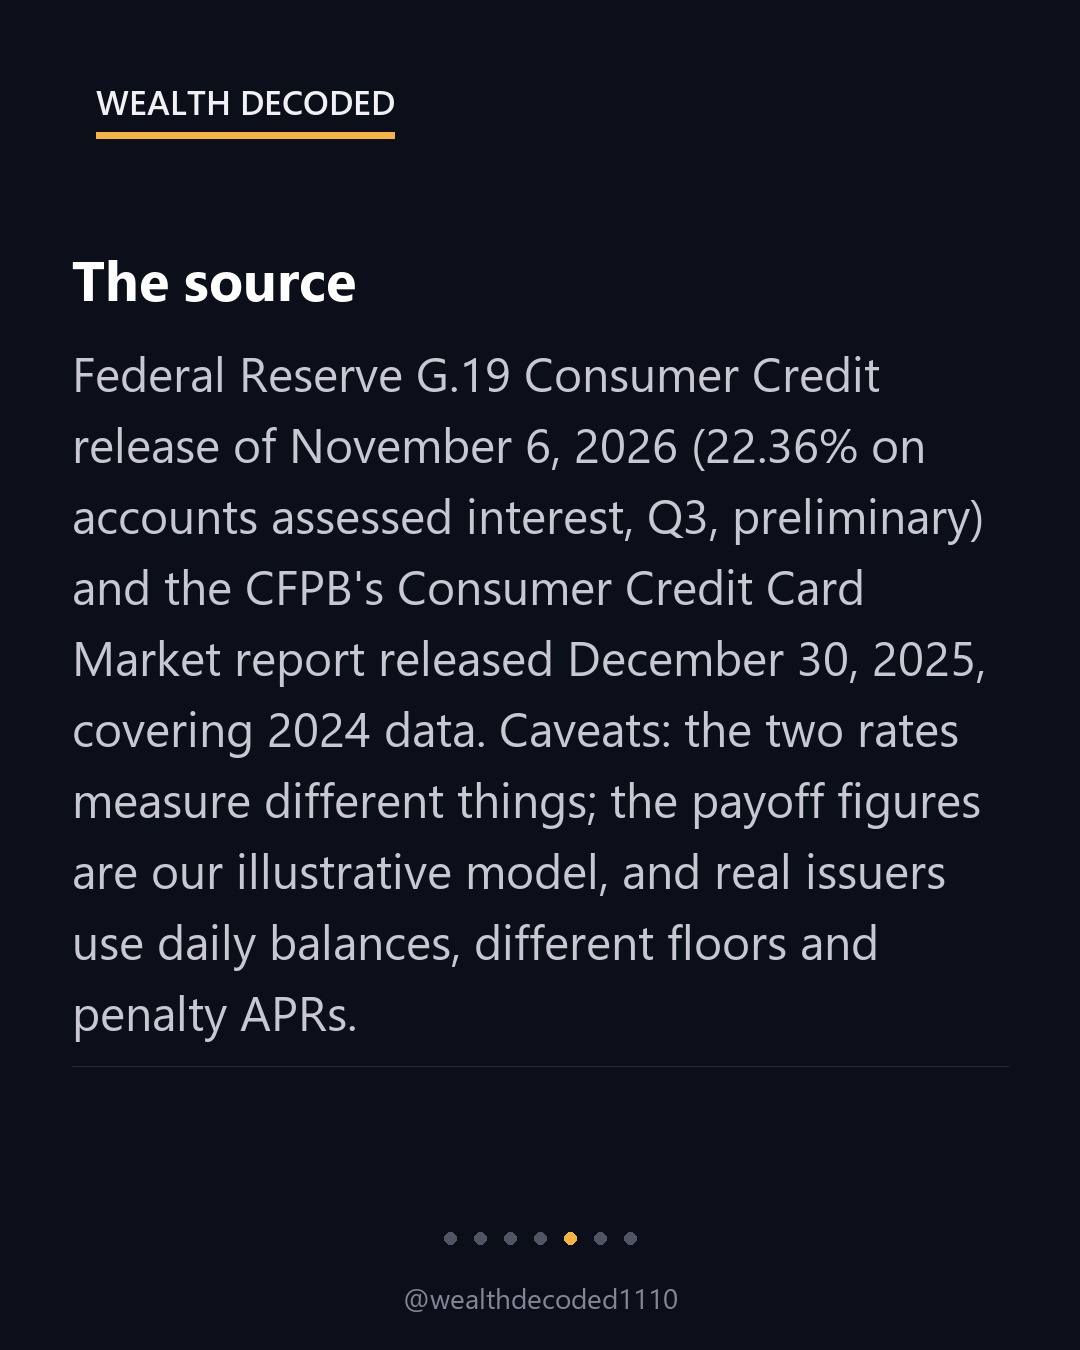 WEALTH DECODED
The source
Federal Reserve G.19 Consumer Credit
release of November 6, 2026 (22.36% on
accounts assessed interest, Q3, preliminary)
and the CFPB's Consumer Credit Card
Market report released December 30, 2025,
covering 2024 data. Caveats: the two rates
measure different things; the payoff figures
are our illustrative model, and real issuers
use daily balances, different floors and
penalty APRs.
@wealthdecoded1110